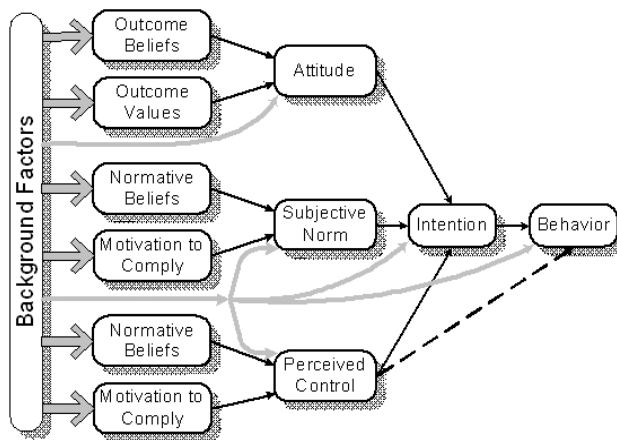 Background Factors
Outcome
Beliefs
Outcome
Values
Attitude
Normative
Beliefs
Motivation to
Comply
Subjective
Norm
Intention
Behavior
Normative
Beliefs
Motivation to
Comply
Perceived
Control